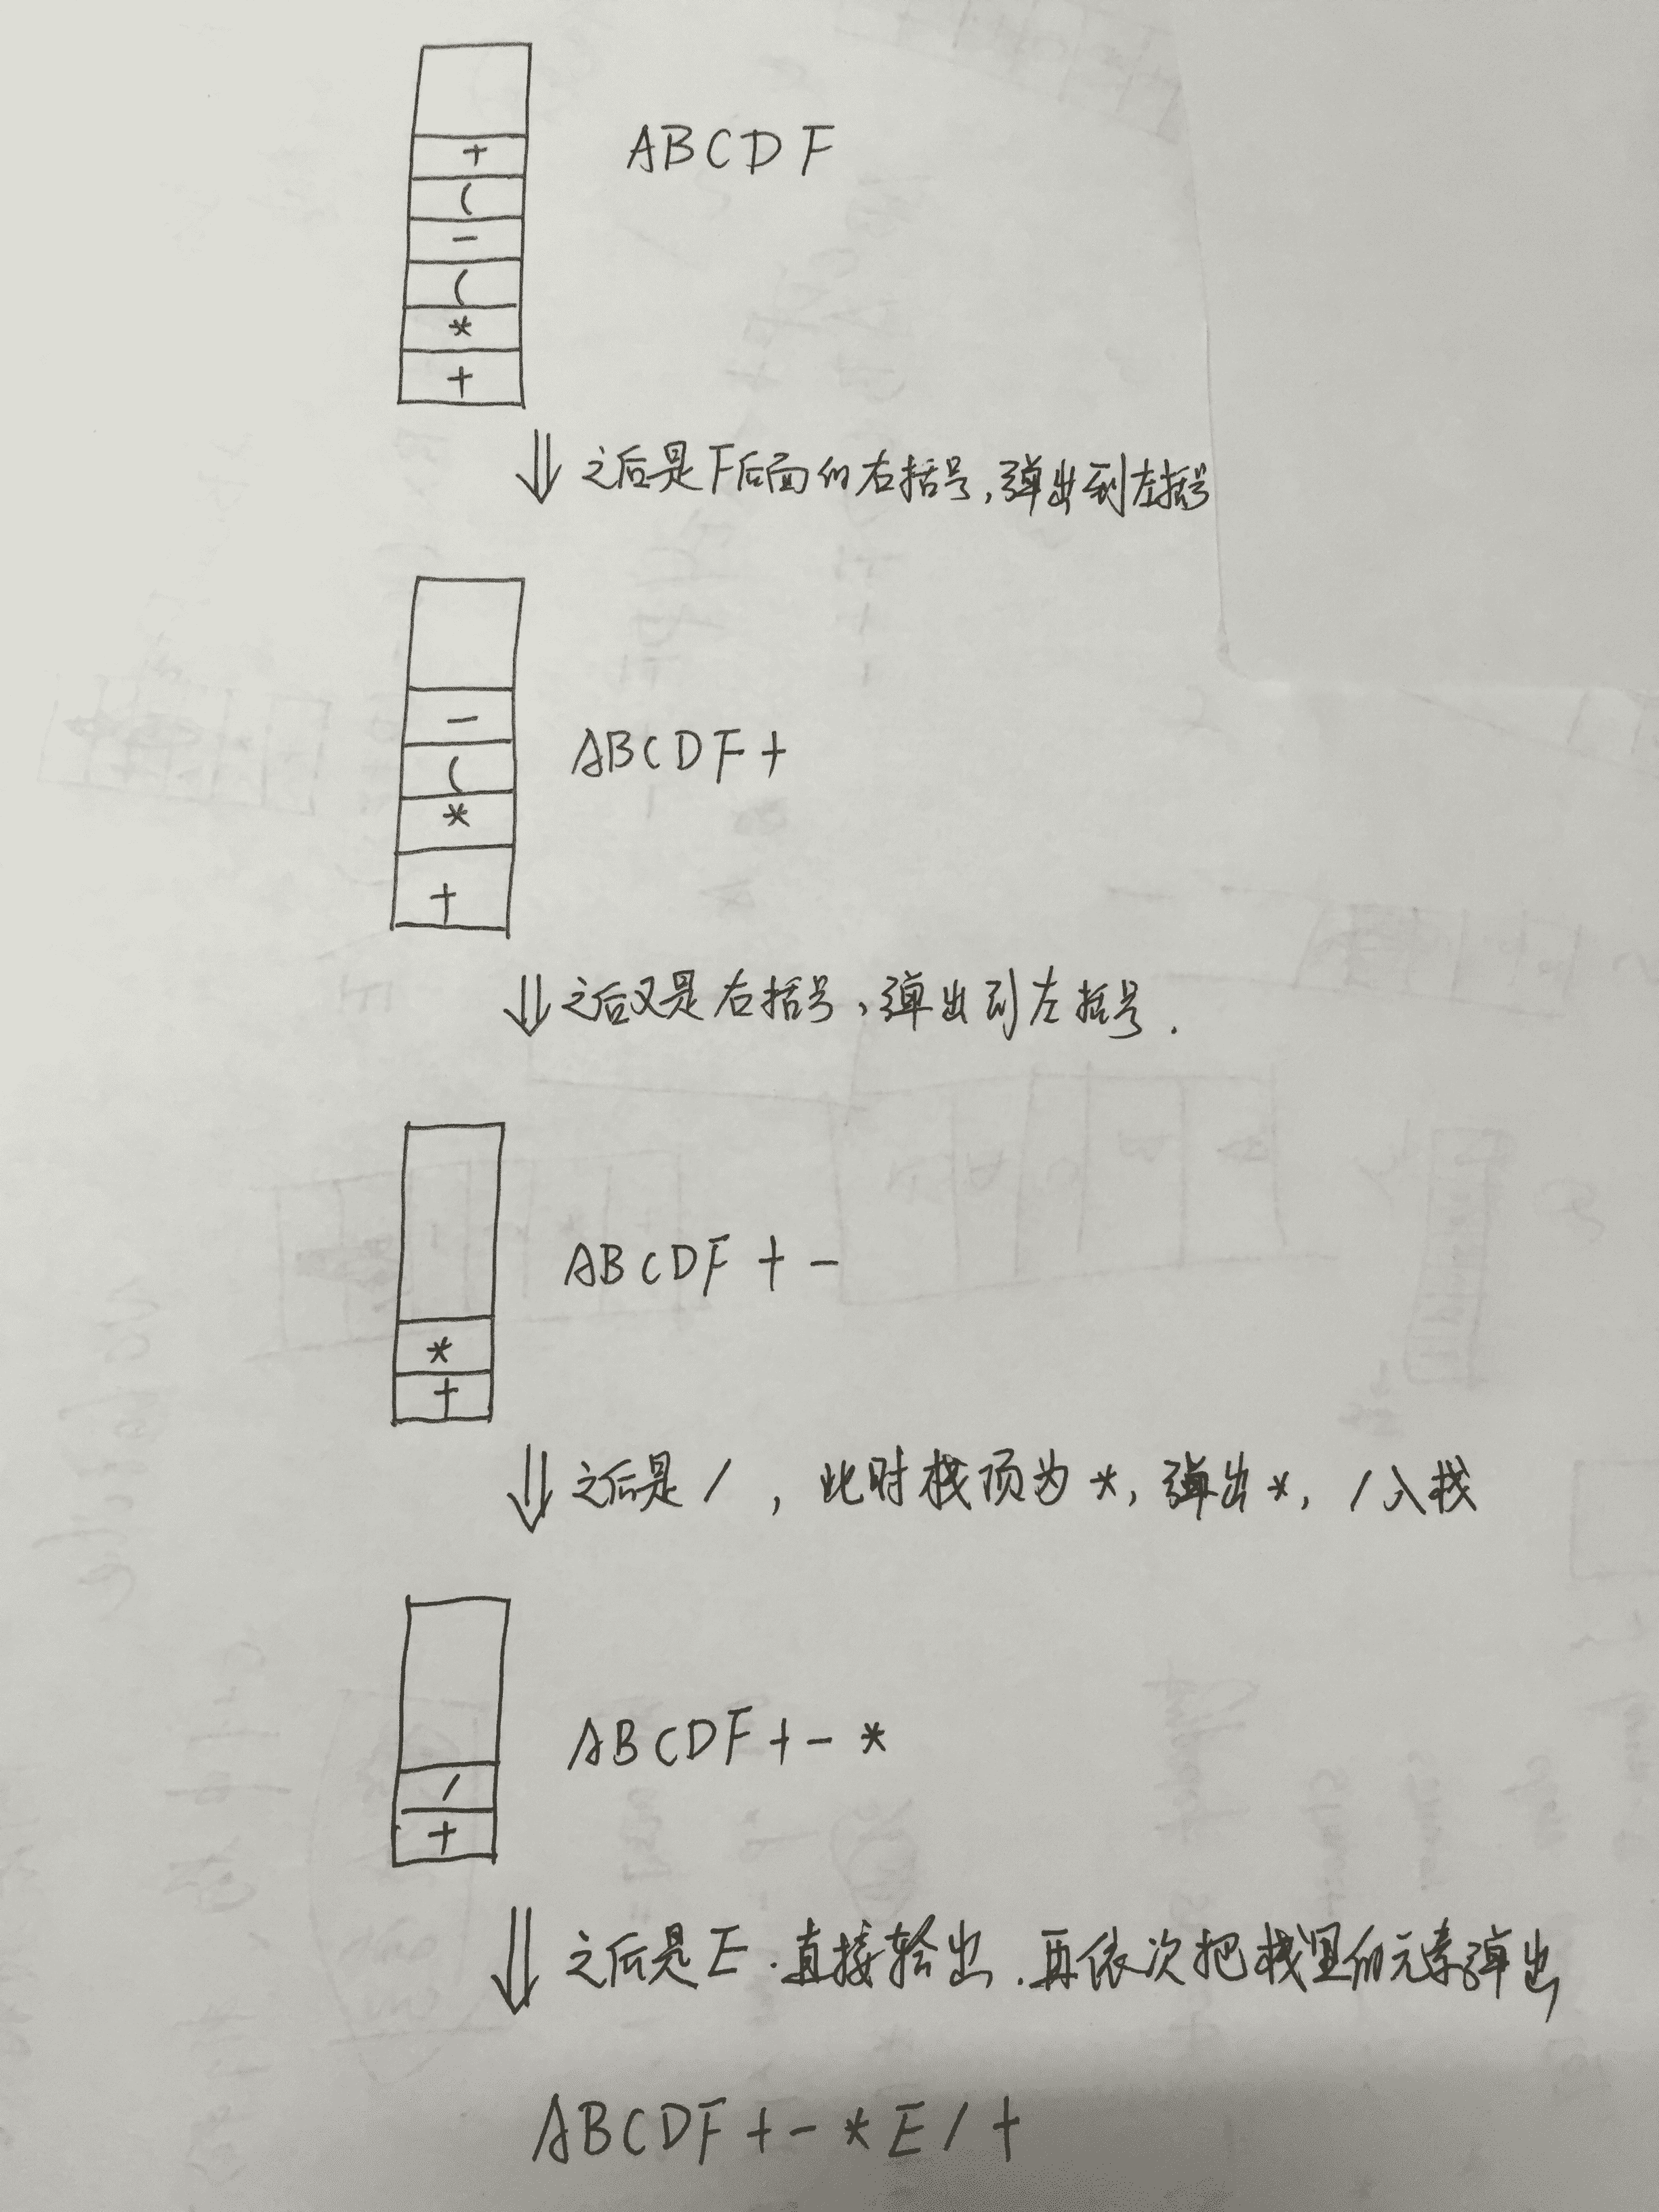 ABCDF
+
(
-
(
*
+
之后是F后面的右括号,弹出到左括号
-
(
*
+
ABCDF+
之后又是右括号,弹出到左括号.
ABCDF+-
*
+
之后是/,此时栈顶为*,弹出*,/入栈
ABCDF+-*
/
+
之后是E.直接输出.再依次把栈里的元素弹出
ABCDF+-*E/+